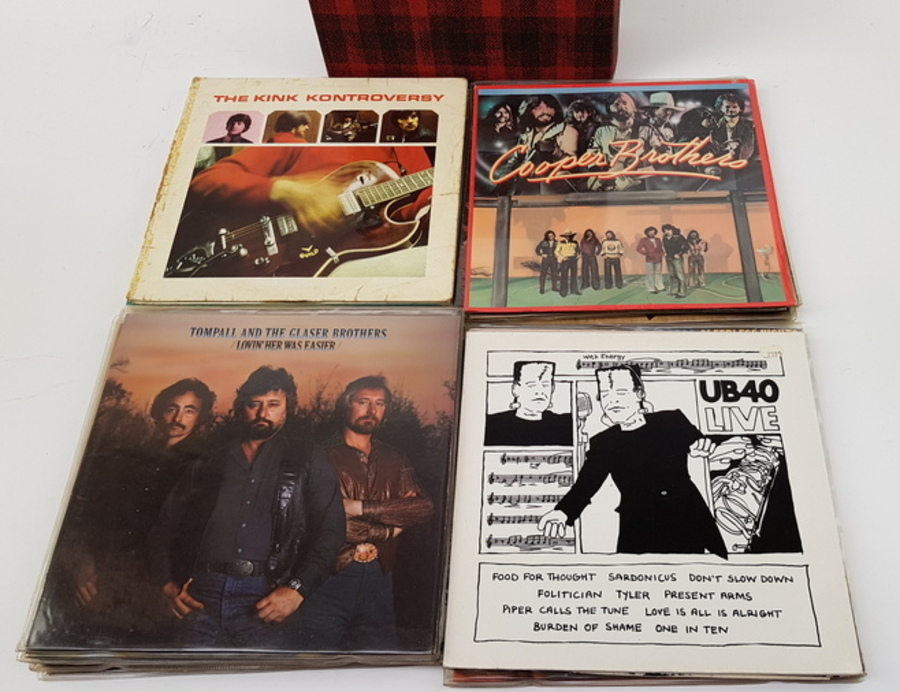 THE KINK KONTROVERSY
Cooper Brothers
TOMPALL AND THE GLASER BROTHERS
/LOVIN' HER WAS EASIER/
With Energy
UB40
LIVE
FOOD FOR THOUGHT SARDONICUS DON'T SLOW DOWN
FOLITICIAN TYLER PRESENT ARMS
PIPER CALLS THE TUNE LOVE IS ALL IS ALRIGHT
BURDEN OF SHAME ONE IN TEN